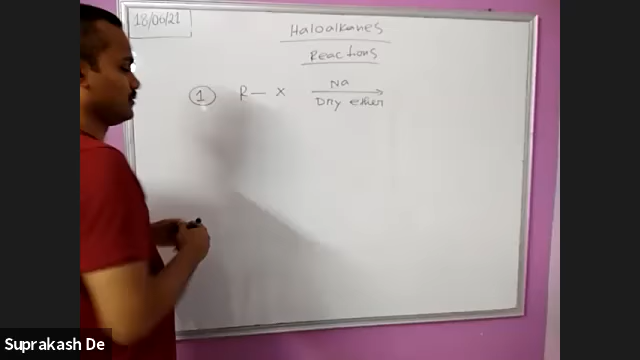 18/06/21
Haloalkanes
Reactions
① R — X Na
Dry ether
Suprakash De